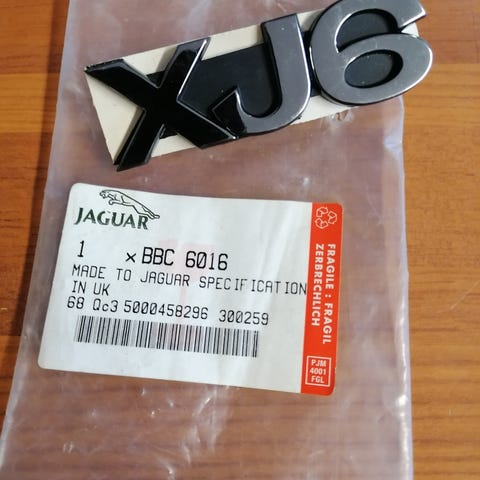 XJ6
JAGUAR
1 x BBC 6016
MADE TO JAGUAR SPECIFICATION
IN UK
68 Qc3 5000458296 300259
FRAGILE : FRAGIL
ZERBRECHLICH
PJM
4001
FGL